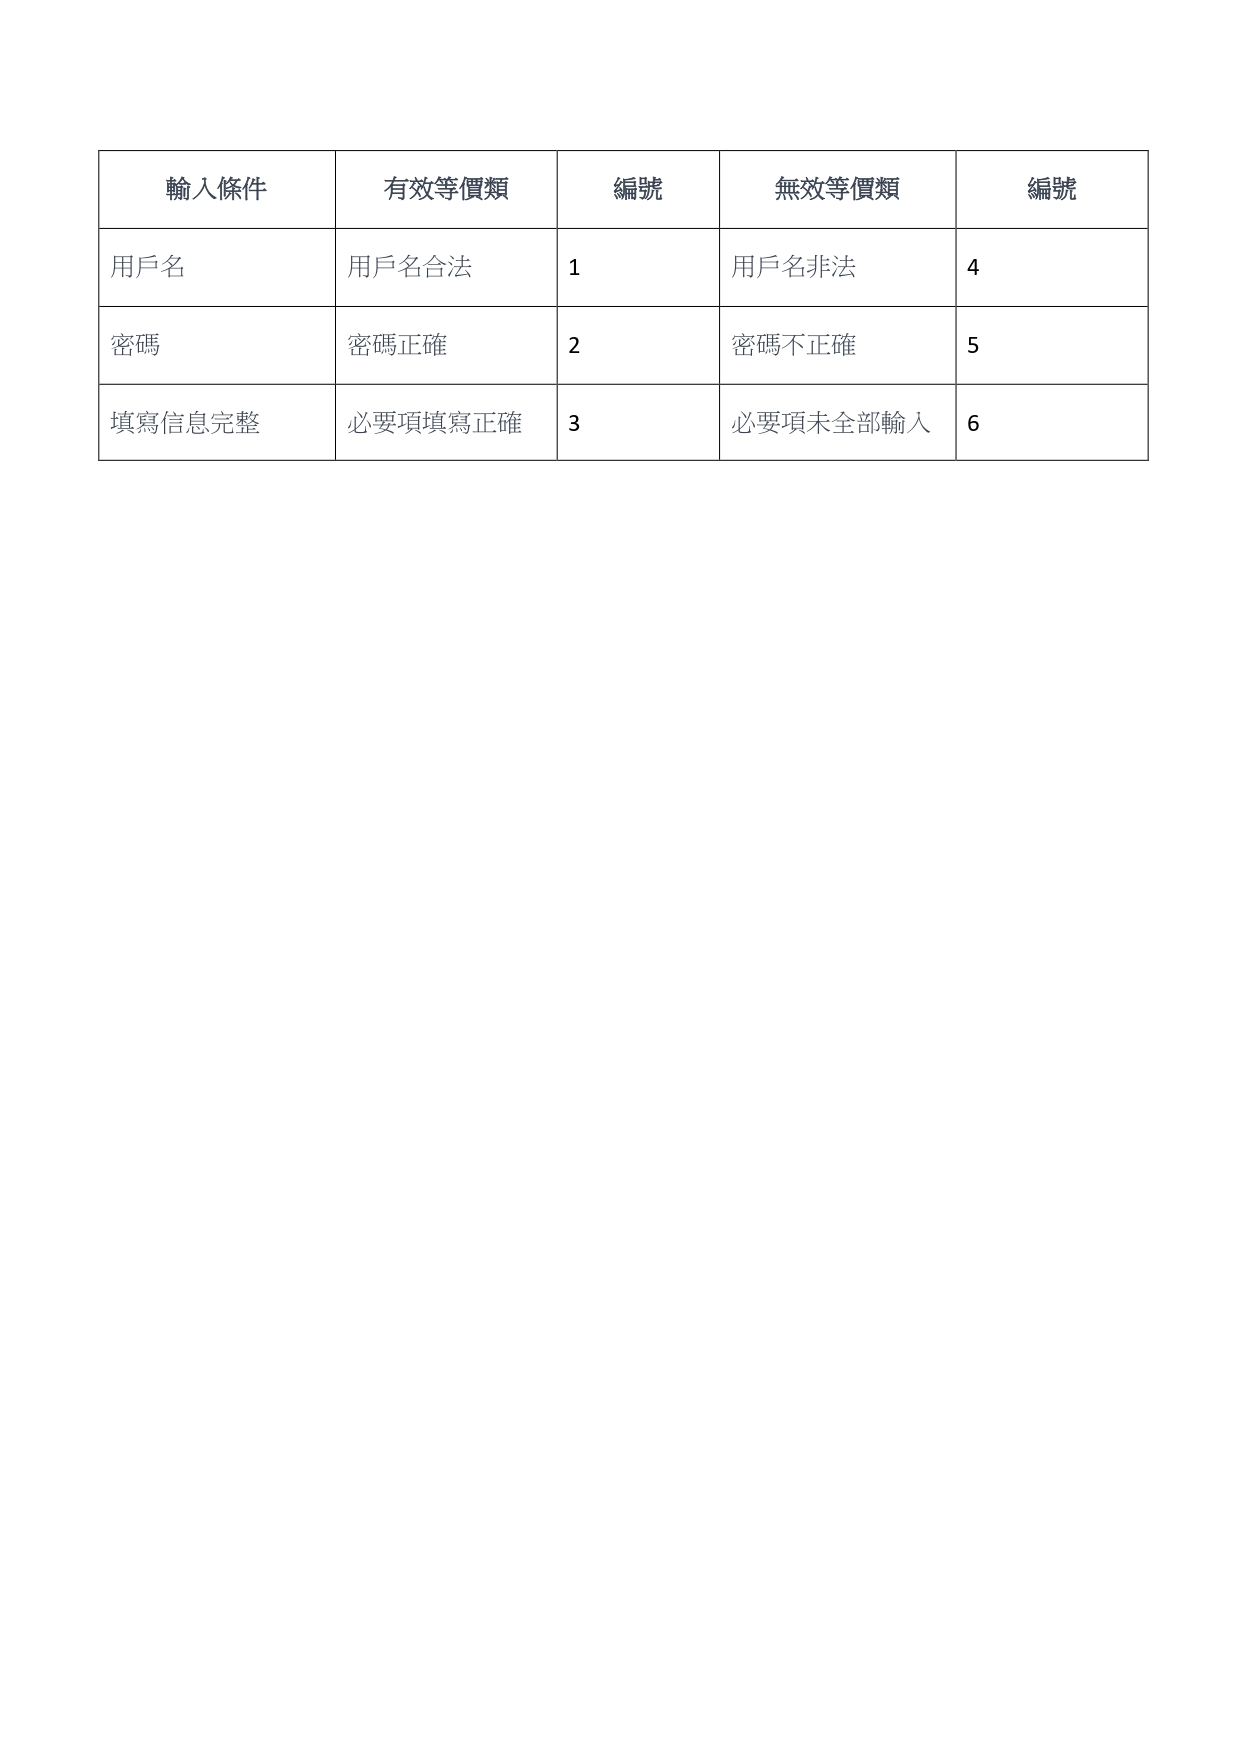 輸入條件 有效等價類 編號 無效等價類 編號
用戶名 用戶名合法 1 用戶名非法 4
密碼 密碼正確 2 密碼不正確 5
填寫信息完整 必要項填寫正確 3 必要項未全部輸入 6